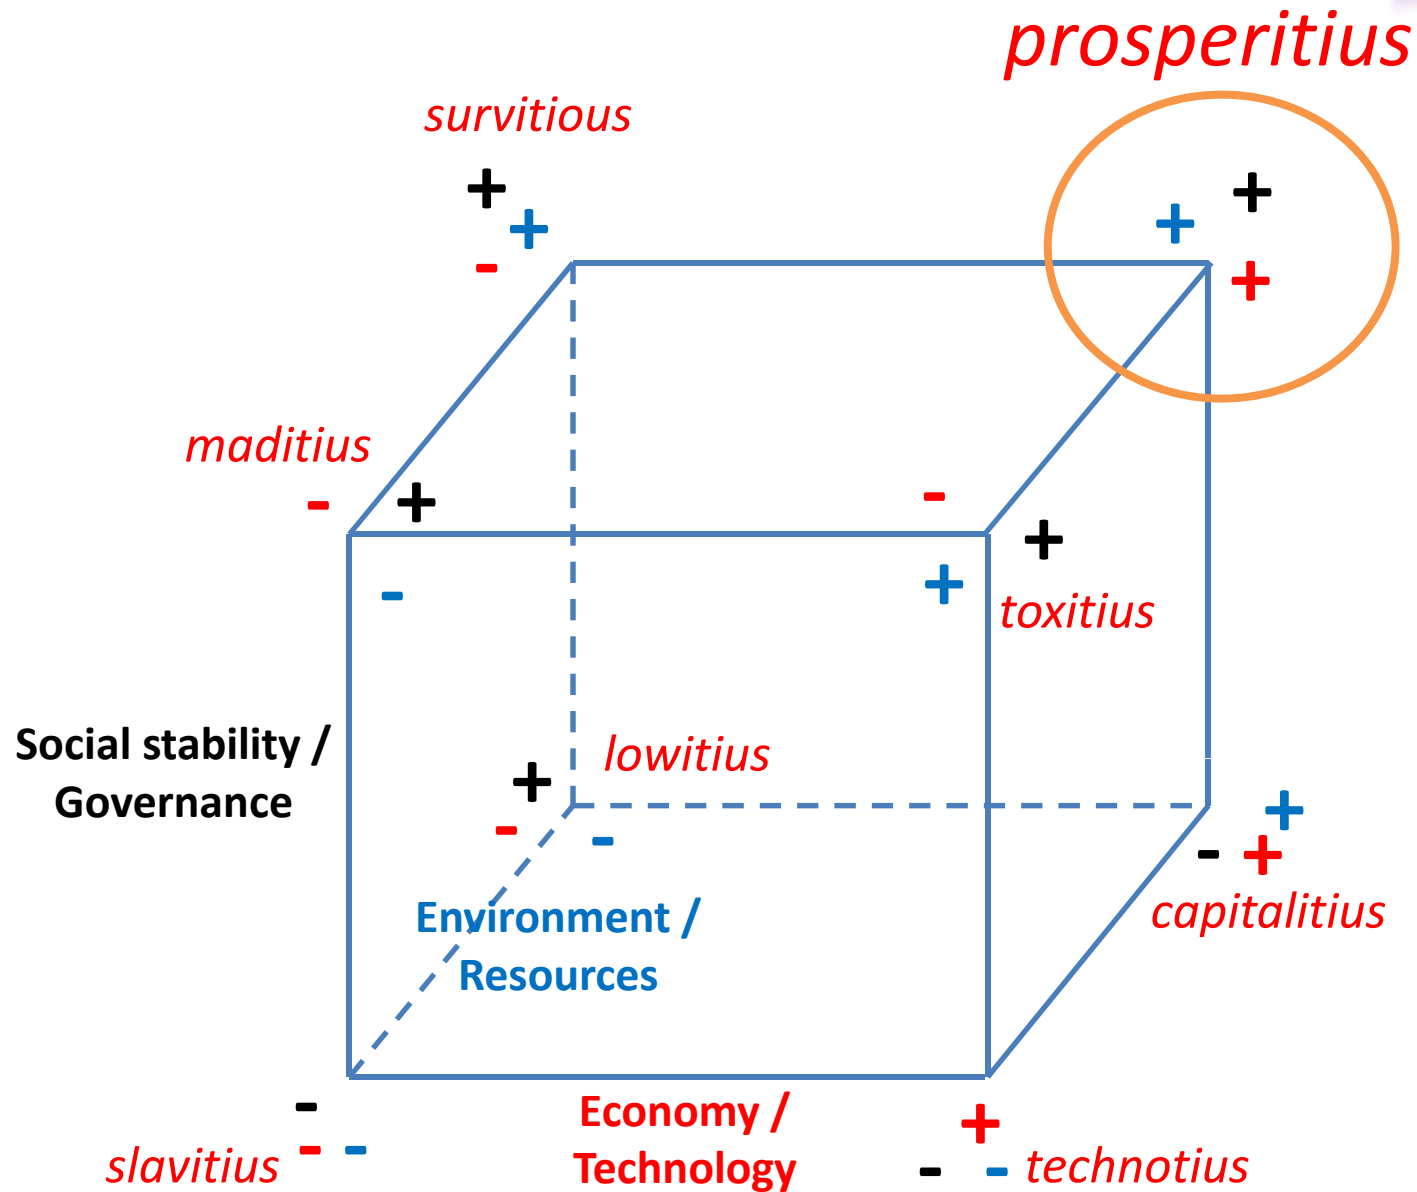 prosperitius
survitious
+
+
+
+
-
+
maditius
-
+
-
+
-
+
toxitius
Social stability /
Governance
lowitius
+
-
-
+
-
+
capitalitius
Environment /
Resources
-
Economy /
Technology
+
slavitius
-
-
-
-
technotius